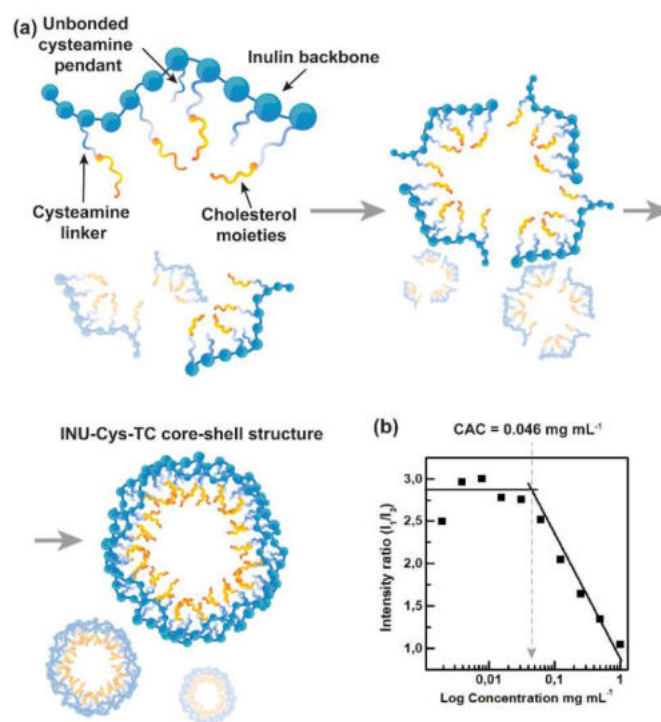 (a)
Unbonded
cysteamine
pendant
Inulin backbone
Cysteamine
linker
Cholesterol
moieties
INU-Cys-TC core-shell structure
(b)
CAC = 0.046 mg mL⁻¹
Intensity ratio (I₁/I₃)
3,0
2,5
2,0
1,5
1,0
0,01
0,1
1
Log Concentration mg mL⁻¹